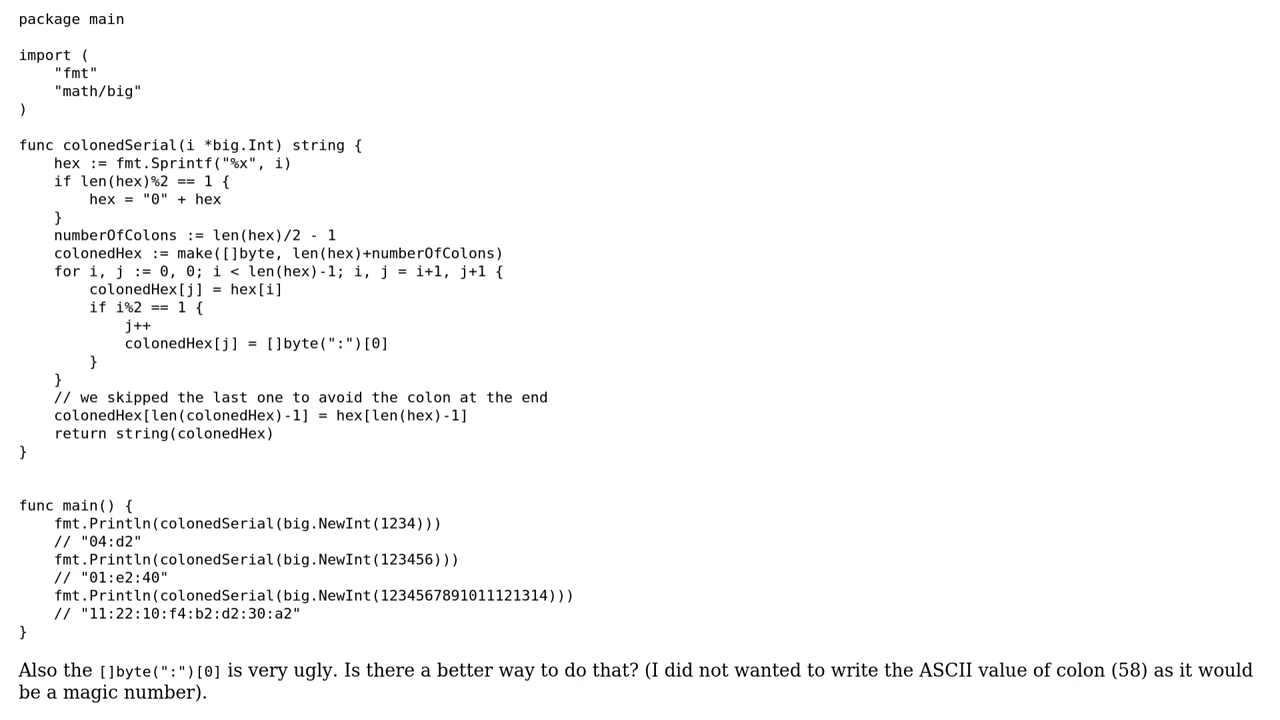 package main

import (
    "fmt"
    "math/big"
)

func colonedSerial(i *big.Int) string {
    hex := fmt.Sprintf("%x", i)
    if len(hex)%2 == 1 {
        hex = "0" + hex
    }
    numberOfColons := len(hex)/2 - 1
    colonedHex := make([]byte, len(hex)+numberOfColons)
    for i, j := 0, 0; i < len(hex)-1; i, j = i+1, j+1 {
        colonedHex[j] = hex[i]
        if i%2 == 1 {
            j++
            colonedHex[j] = []byte(":")[0]
        }
    }
    // we skipped the last one to avoid the colon at the end
    colonedHex[len(colonedHex)-1] = hex[len(hex)-1]
    return string(colonedHex)
}


func main() {
    fmt.Println(colonedSerial(big.NewInt(1234)))
    // "04:d2"
    fmt.Println(colonedSerial(big.NewInt(123456)))
    // "01:e2:40"
    fmt.Println(colonedSerial(big.NewInt(1234567891011121314)))
    // "11:22:10:f4:b2:d2:30:a2"
}

Also the []byte(":")[0] is very ugly. Is there a better way to do that? (I did not wanted to write the ASCII value of colon (58) as it would
be a magic number).